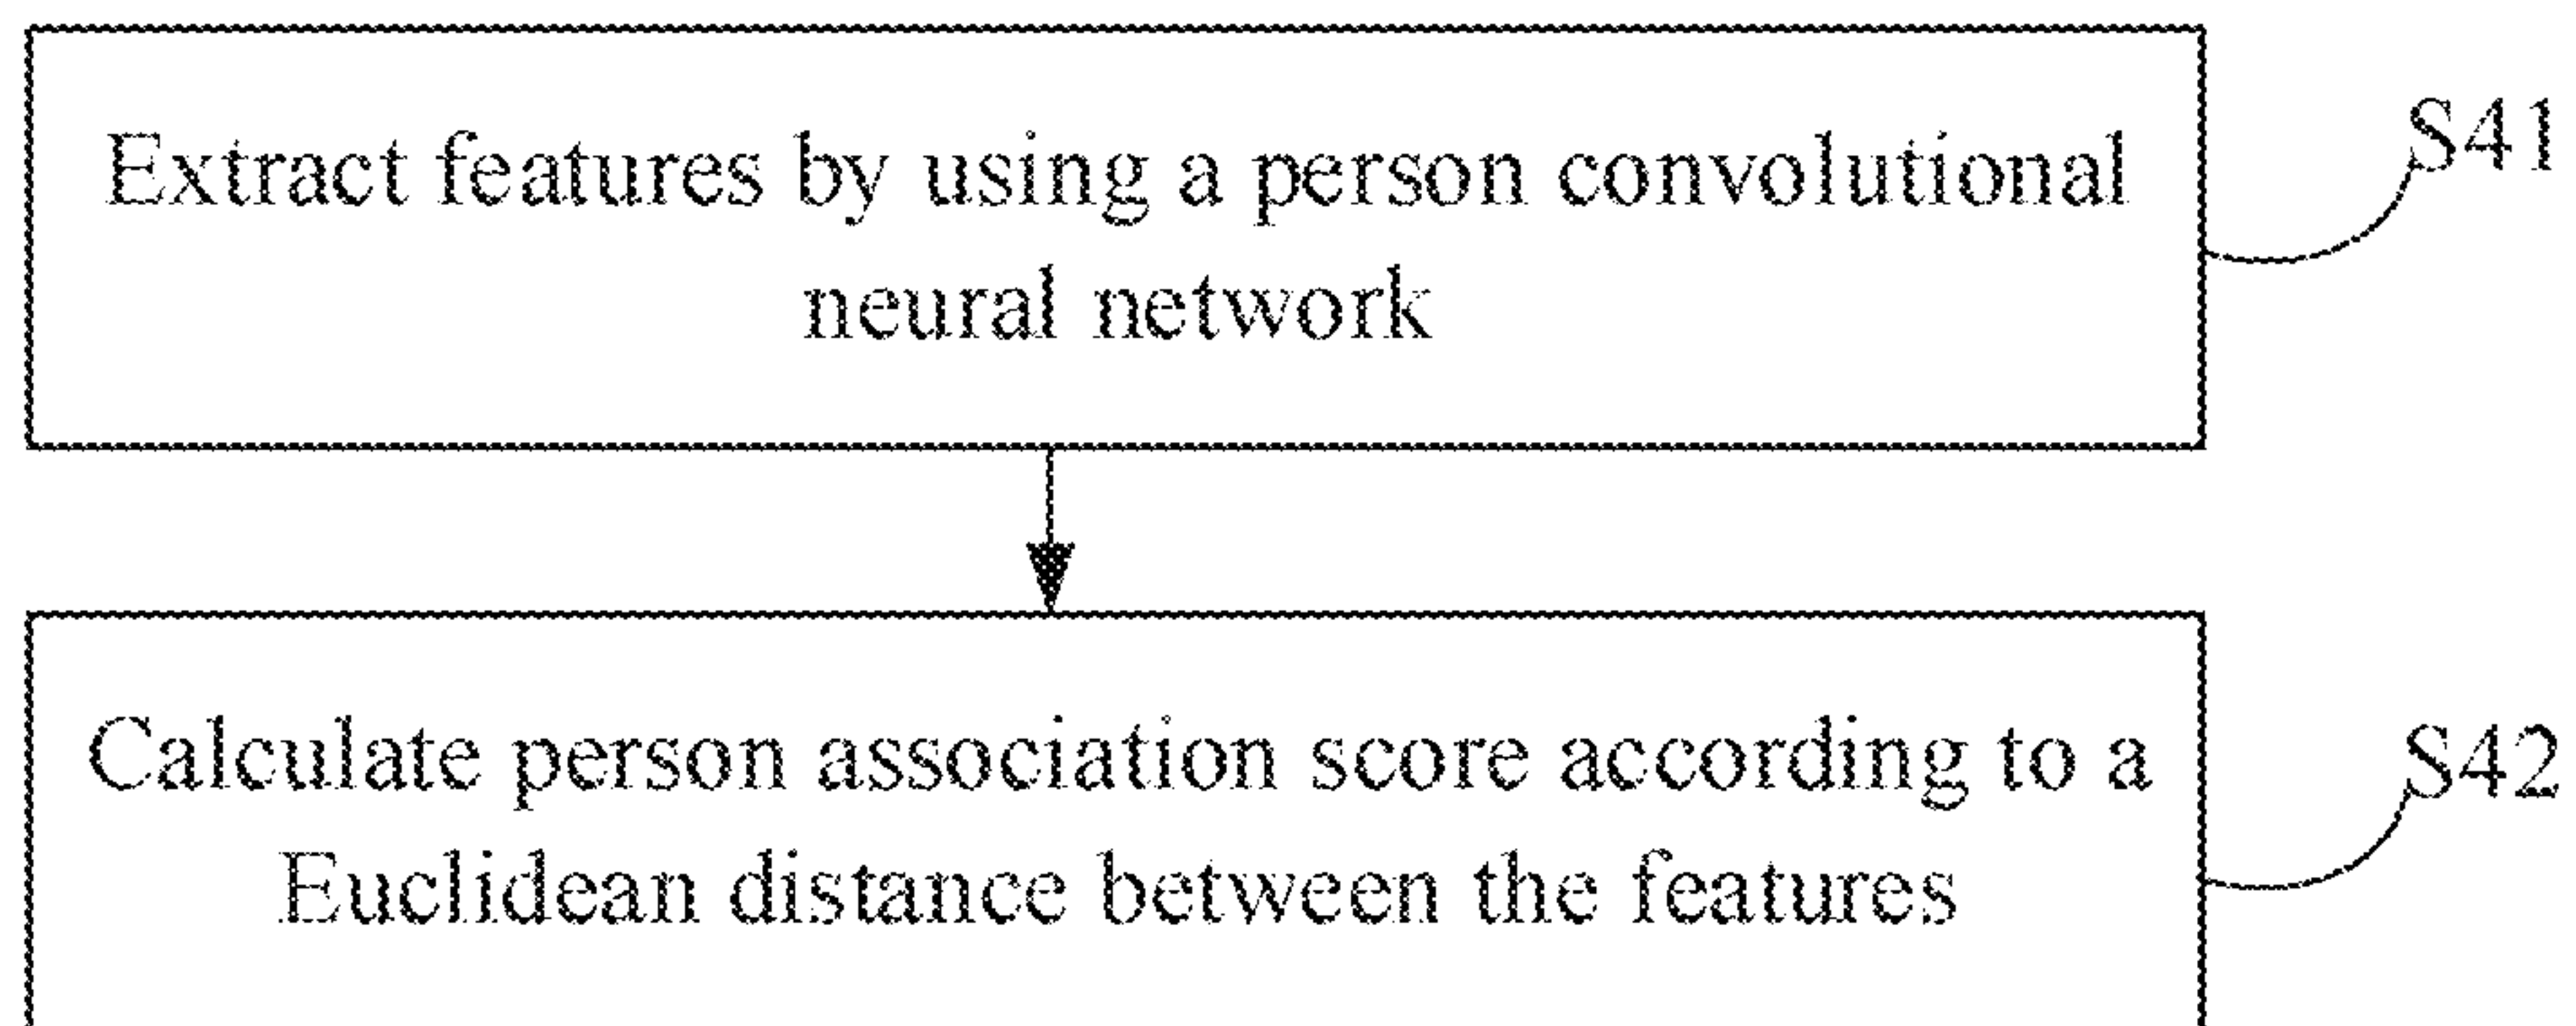 Extract features by using a person convolutional
neural network
S41
Calculate person association score according to a
Euclidean distance between the features
S42